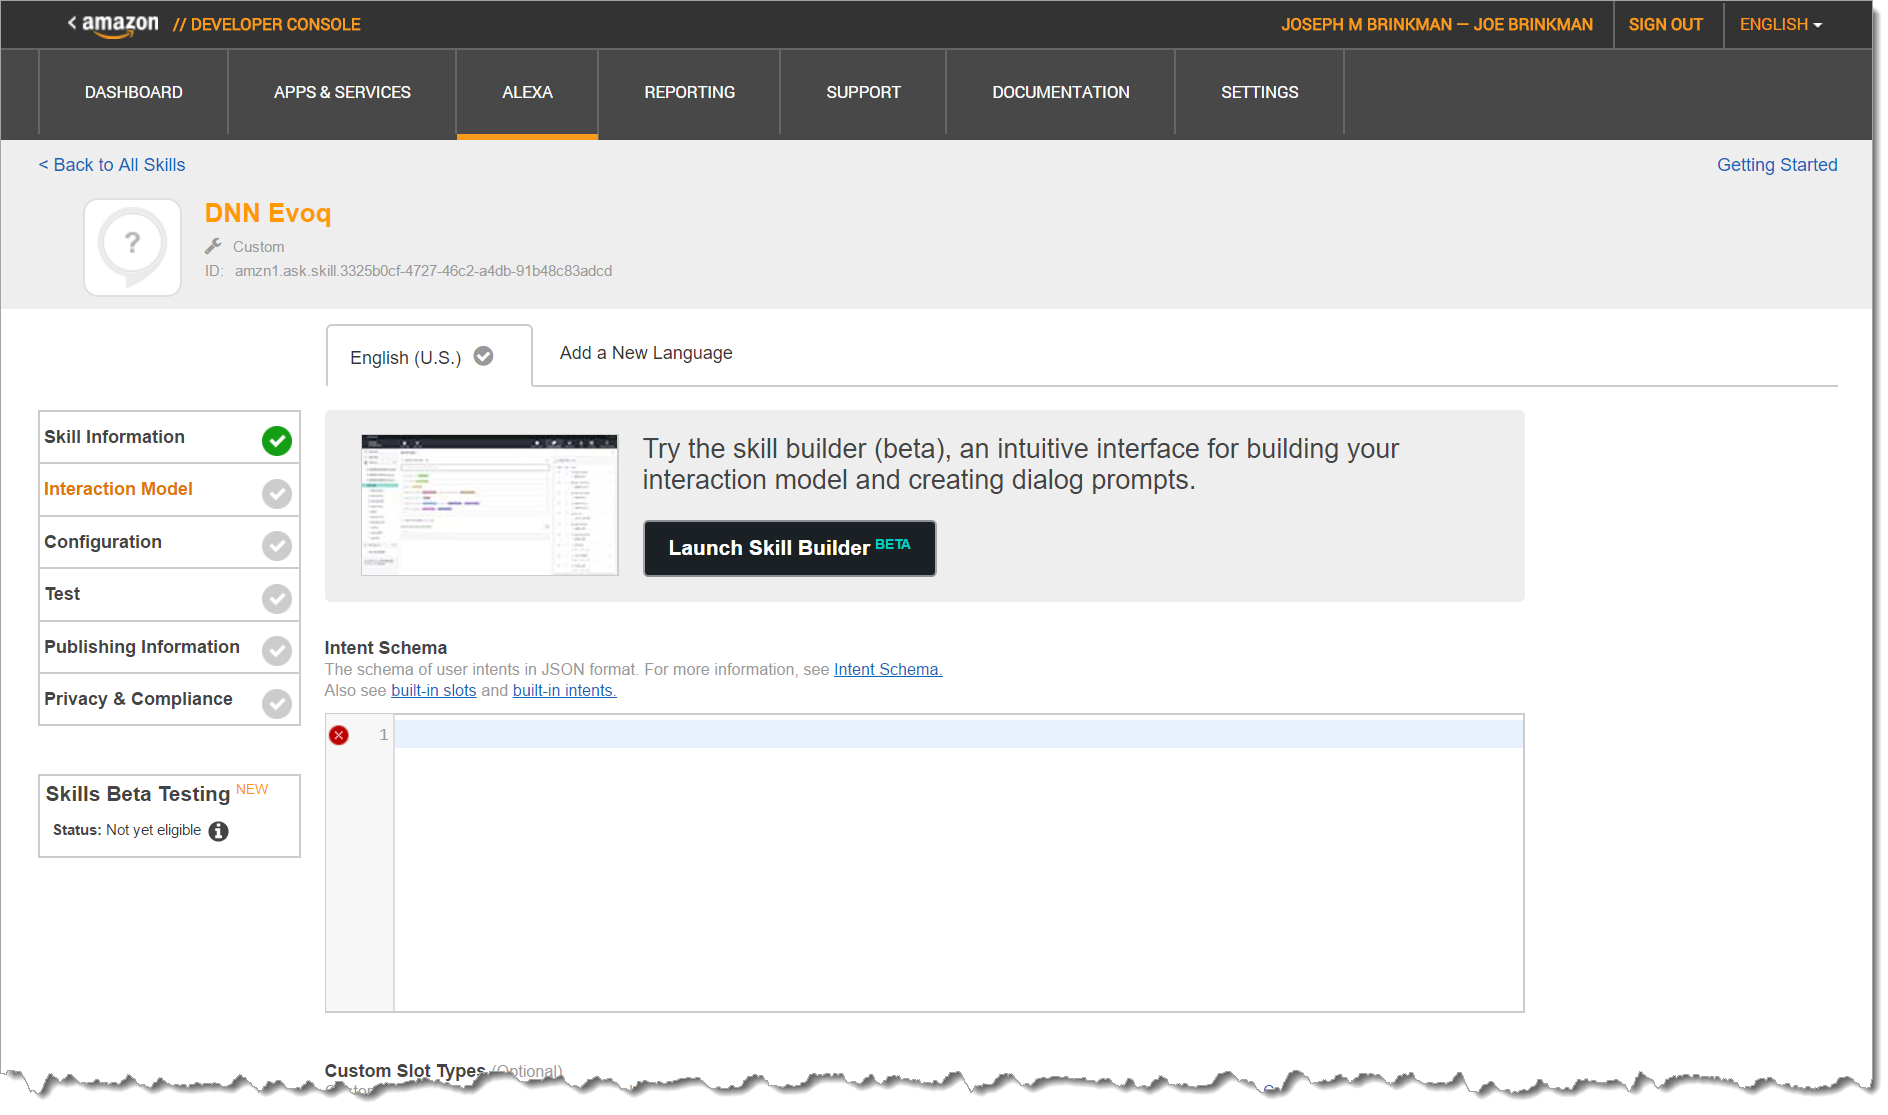 < amazon // DEVELOPER CONSOLE
JOSEPH M BRINKMAN — JOE BRINKMAN
SIGN OUT
ENGLISH
DASHBOARD
APPS & SERVICES
ALEXA
REPORTING
SUPPORT
DOCUMENTATION
SETTINGS
< Back to All Skills
Getting Started
?
DNN Evoq
Custom
ID: amzn1.ask.skill.3325b0cf-4727-46c2-a4db-91b48c83adcd
English (U.S.)
Add a New Language
Skill Information
Interaction Model
Configuration
Test
Publishing Information
Privacy & Compliance
Skills Beta Testing NEW
Status: Not yet eligible
Try the skill builder (beta), an intuitive interface for building your
interaction model and creating dialog prompts.
Launch Skill Builder BETA
Intent Schema
The schema of user intents in JSON format. For more information, see Intent Schema.
Also see built-in slots and built-in intents.
1
Custom Slot Types (Optional)